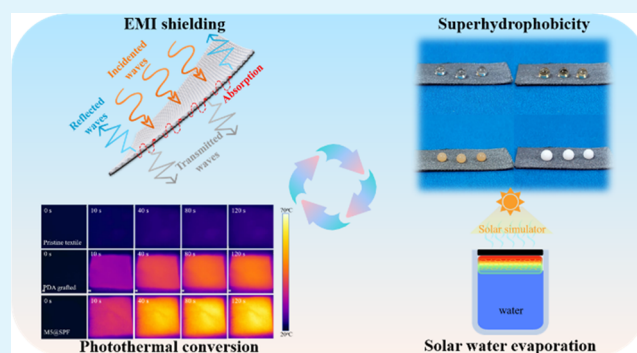 EMI shielding
Incidented
waves
Reflected
waves
Absorption
Transmitted
waves
Superhydrophobicity
0 s 10 s 40 s 80 s 120 s
Pristine textile
0 s 10 s 40 s 80 s 120 s
PDA grafted
0 s 10 s 40 s 80 s 120 s
MS@SPF
70°C
20°C
Photothermal conversion
Solar simulator
water
Solar water evaporation